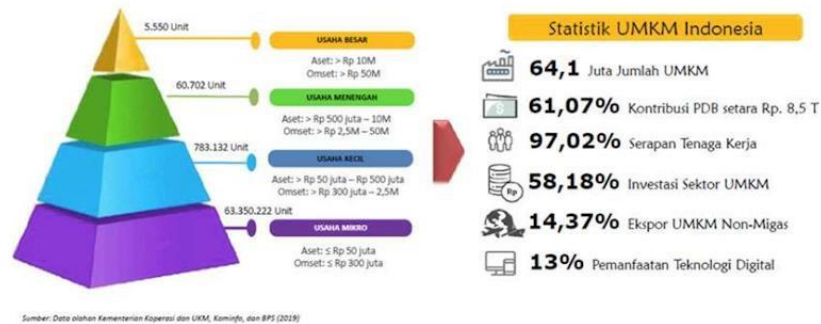 5.550 Unit
USAHA BESAR
Aset: > Rp 10M
Omset: > Rp 50M
60.702 Unit
USAHA MENENGAH
Aset: > Rp 500 juta – 10M
Omset: > Rp 2,5M – 50M
783.132 Unit
USAHA KECIL
Aset: > Rp 50 juta – Rp 500 juta
Omset: > Rp 300 juta – 2,5M
63.350.222 Unit
USAHA MIKRO
Aset: ≤ Rp 50 juta
Omset: ≤ Rp 300 juta
Sumber: Data olahan Kementerian Koperasi dan UKM, Kominfo, dan BPS (2019)
Statistik UMKM Indonesia
64,1 Juta Jumlah UMKM
61,07% Kontribusi PDB setara Rp. 8,5 T
97,02% Serapan Tenaga Kerja
Rp
58,18% Investasi Sektor UMKM
14,37% Ekspor UMKM Non-Migas
13% Pemanfaatan Teknologi Digital